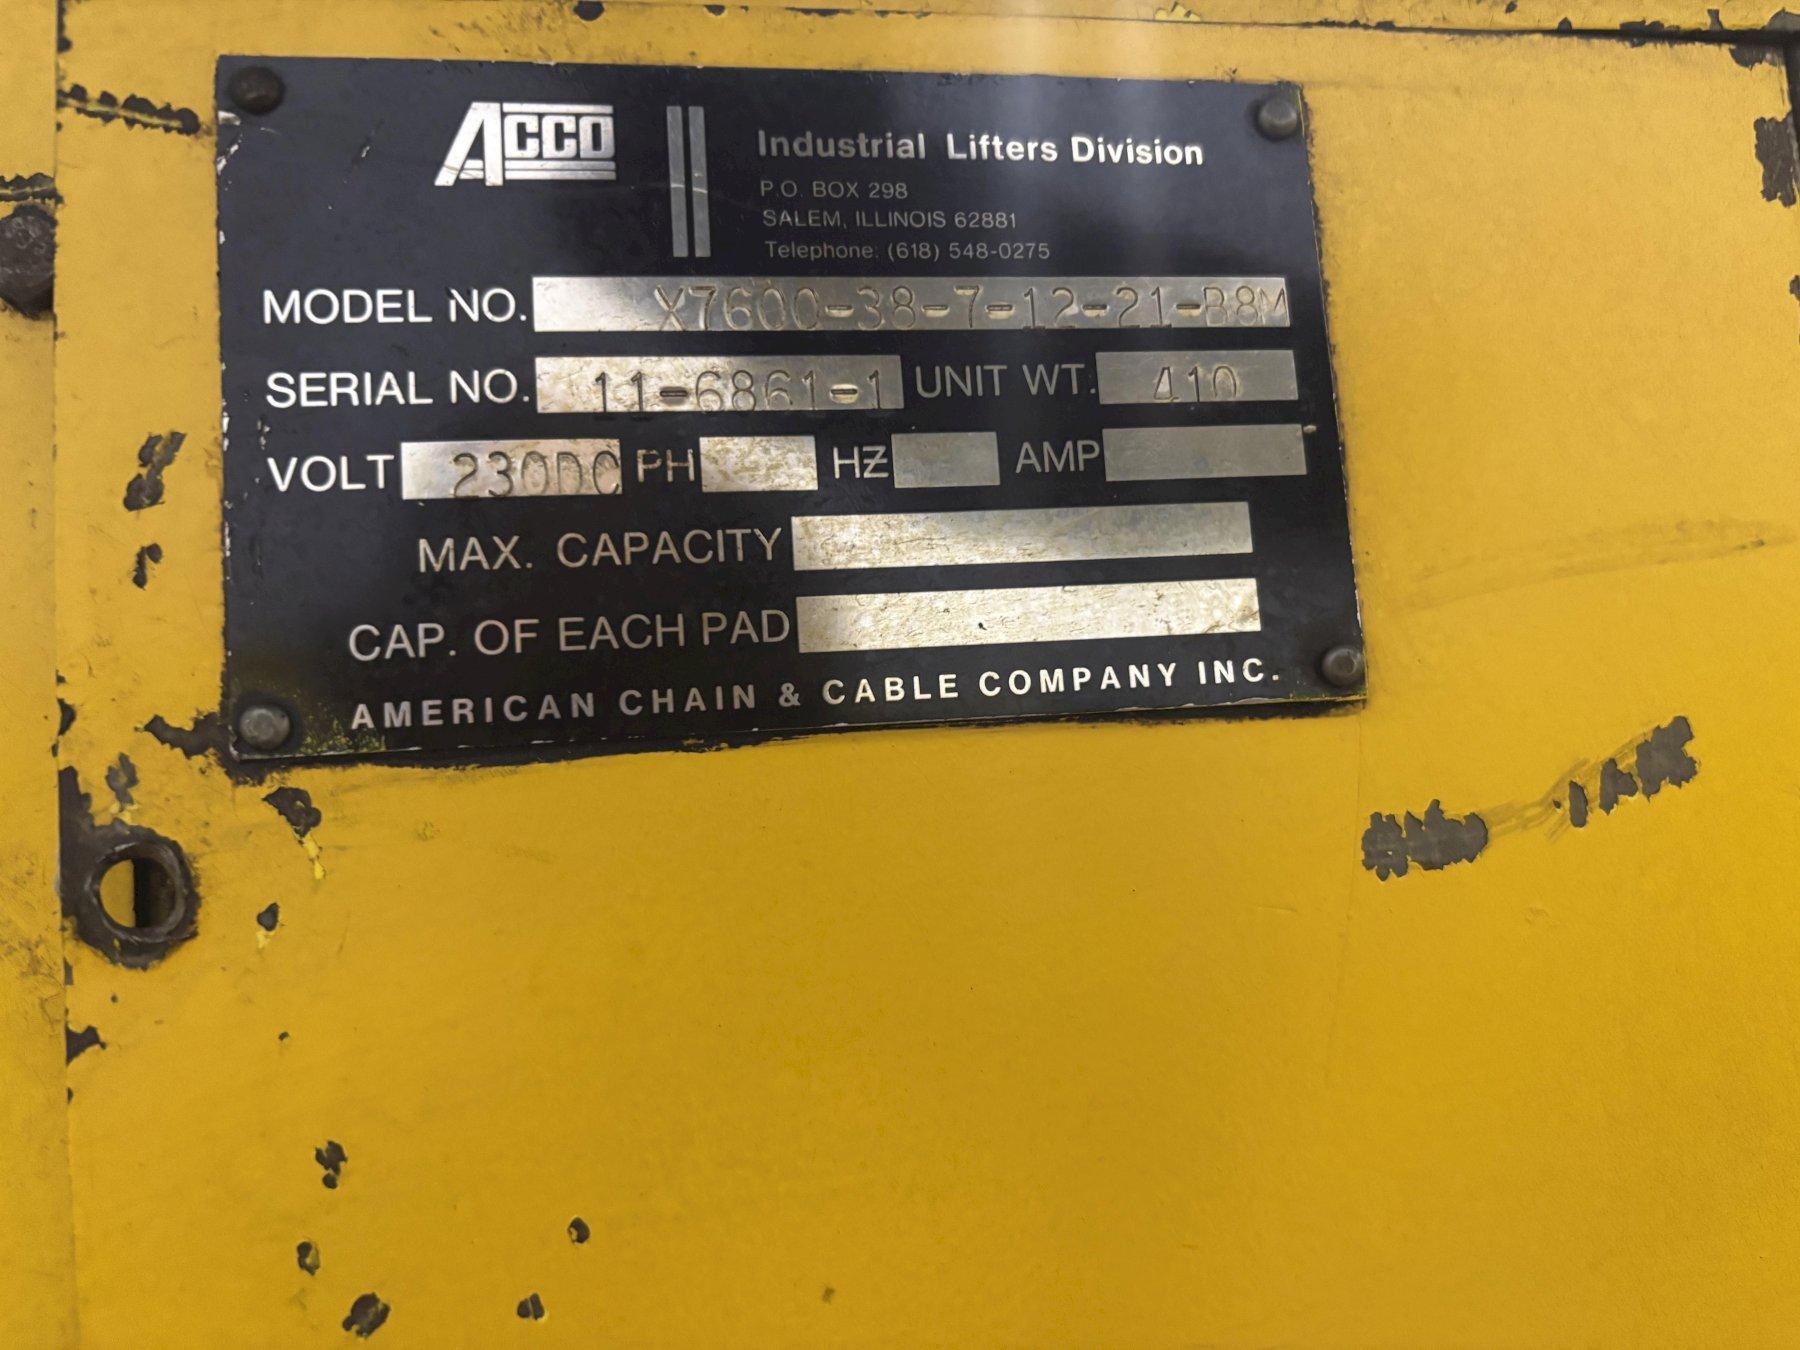 ACCO
Industrial Lifters Division
P.O. BOX 298
SALEM, ILLINOIS 62881
Telephone: (618) 548-0275
MODEL NO. X7600-38-7-12-21-B8M
SERIAL NO. 11-6861-1 UNIT WT. 410
VOLT 230DC PH HZ AMP
MAX. CAPACITY
CAP. OF EACH PAD
AMERICAN CHAIN & CABLE COMPANY INC.